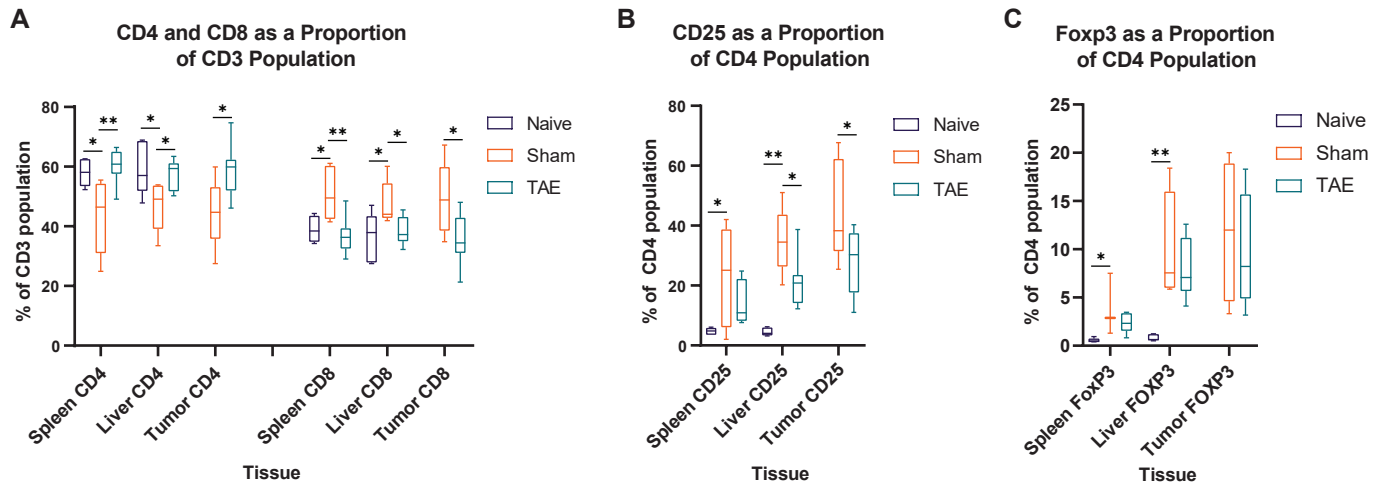 A
CD4 and CD8 as a Proportion
of CD3 Population
% of CD3 population
80
60
40
20
0
* ** * * * * ** * * *
Naive
Sham
TAE
Spleen CD4
Liver CD4
Tumor CD4
Spleen CD8
Liver CD8
Tumor CD8
Tissue
B
CD25 as a Proportion
of CD4 Population
% of CD4 population
80
60
40
20
0
* ** * *
Naive
Sham
TAE
Spleen CD25
Liver CD25
Tumor CD25
Tissue
C
Foxp3 as a Proportion
of CD4 Population
% of CD4 population
25
20
15
10
5
0
* **
Naive
Sham
TAE
Spleen FoxP3
Liver FOXP3
Tumor FOXP3
Tissue